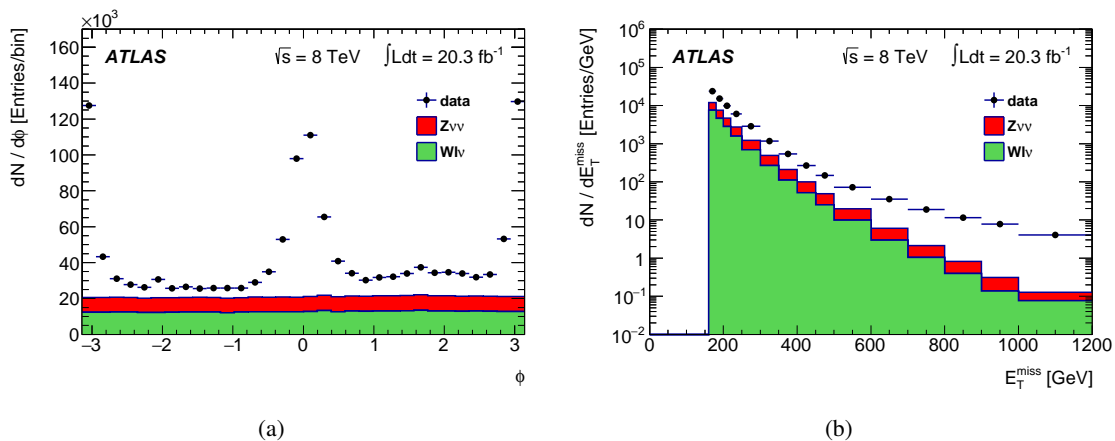 ×10³
dN / dϕ [Entries/bin]
160
140
120
100
80
60
40
20
0
ATLAS
√s = 8 TeV ∫Ldt = 20.3 fb⁻¹
data
Zνν
Wlν
−3 −2 −1 0 1 2 3
ϕ
(a)
dN / dE_T^miss [Entries/GeV]
10⁶
10⁵
10⁴
10³
10²
10
1
10⁻¹
10⁻²
ATLAS
√s = 8 TeV ∫Ldt = 20.3 fb⁻¹
data
Zνν
Wlν
0 200 400 600 800 1000 1200
E_T^miss [GeV]
(b)